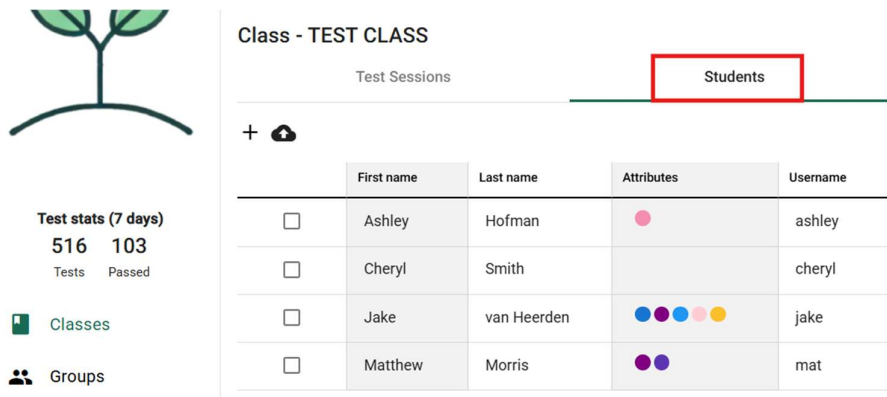 Class - TEST CLASS
Test Sessions Students
First name Last name Attributes Username
Ashley Hofman ashley
Cheryl Smith cheryl
Jake van Heerden jake
Matthew Morris mat
Test stats (7 days)
516 103
Tests Passed
Classes
Groups